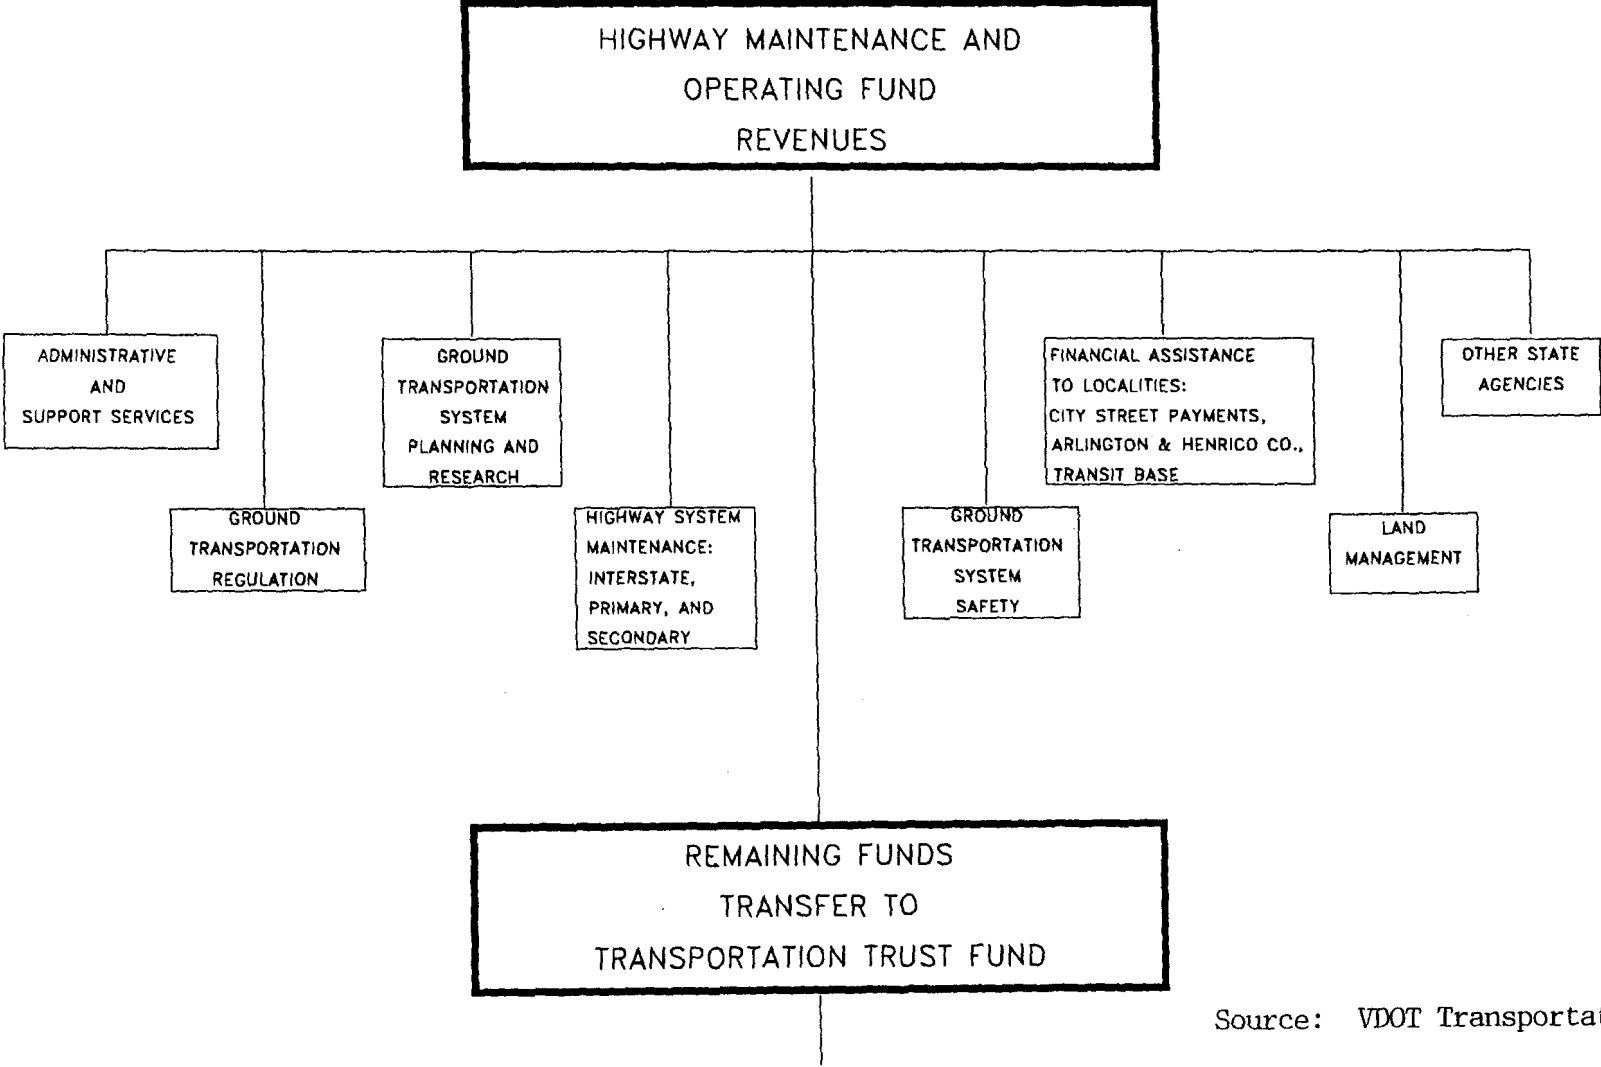 HIGHWAY MAINTENANCE AND
OPERATING FUND
REVENUES
ADMINISTRATIVE
AND
SUPPORT SERVICES
GROUND
TRANSPORTATION
REGULATION
GROUND
TRANSPORTATION
SYSTEM
PLANNING AND
RESEARCH
HIGHWAY SYSTEM
MAINTENANCE:
INTERSTATE,
PRIMARY, AND
SECONDARY
GROUND
TRANSPORTATION
SYSTEM
SAFETY
FINANCIAL ASSISTANCE
TO LOCALITIES:
CITY STREET PAYMENTS,
ARLINGTON & HENRICO CO.,
TRANSIT BASE
LAND
MANAGEMENT
OTHER STATE
AGENCIES
REMAINING FUNDS
TRANSFER TO
TRANSPORTATION TRUST FUND
Source: VDOT